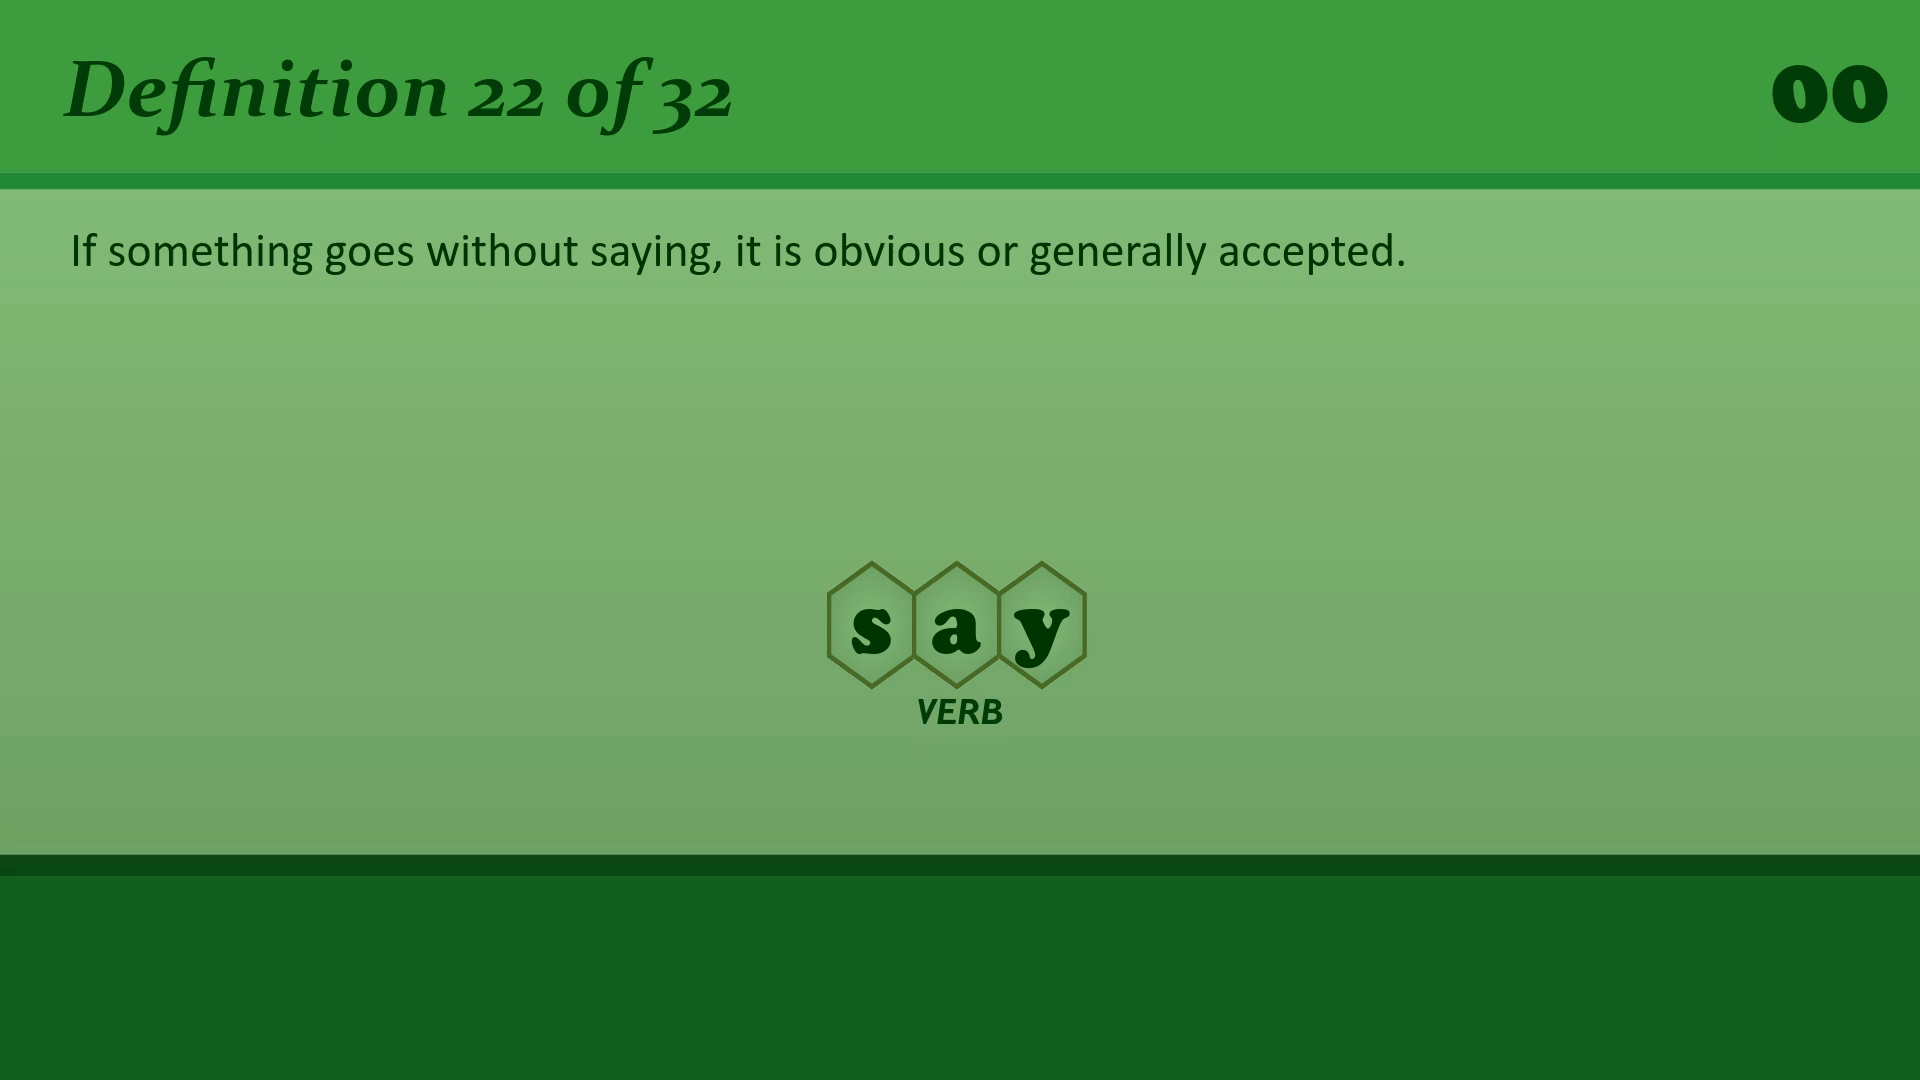 Definition 22 of 32
00
If something goes without saying, it is obvious or generally accepted.
say
VERB